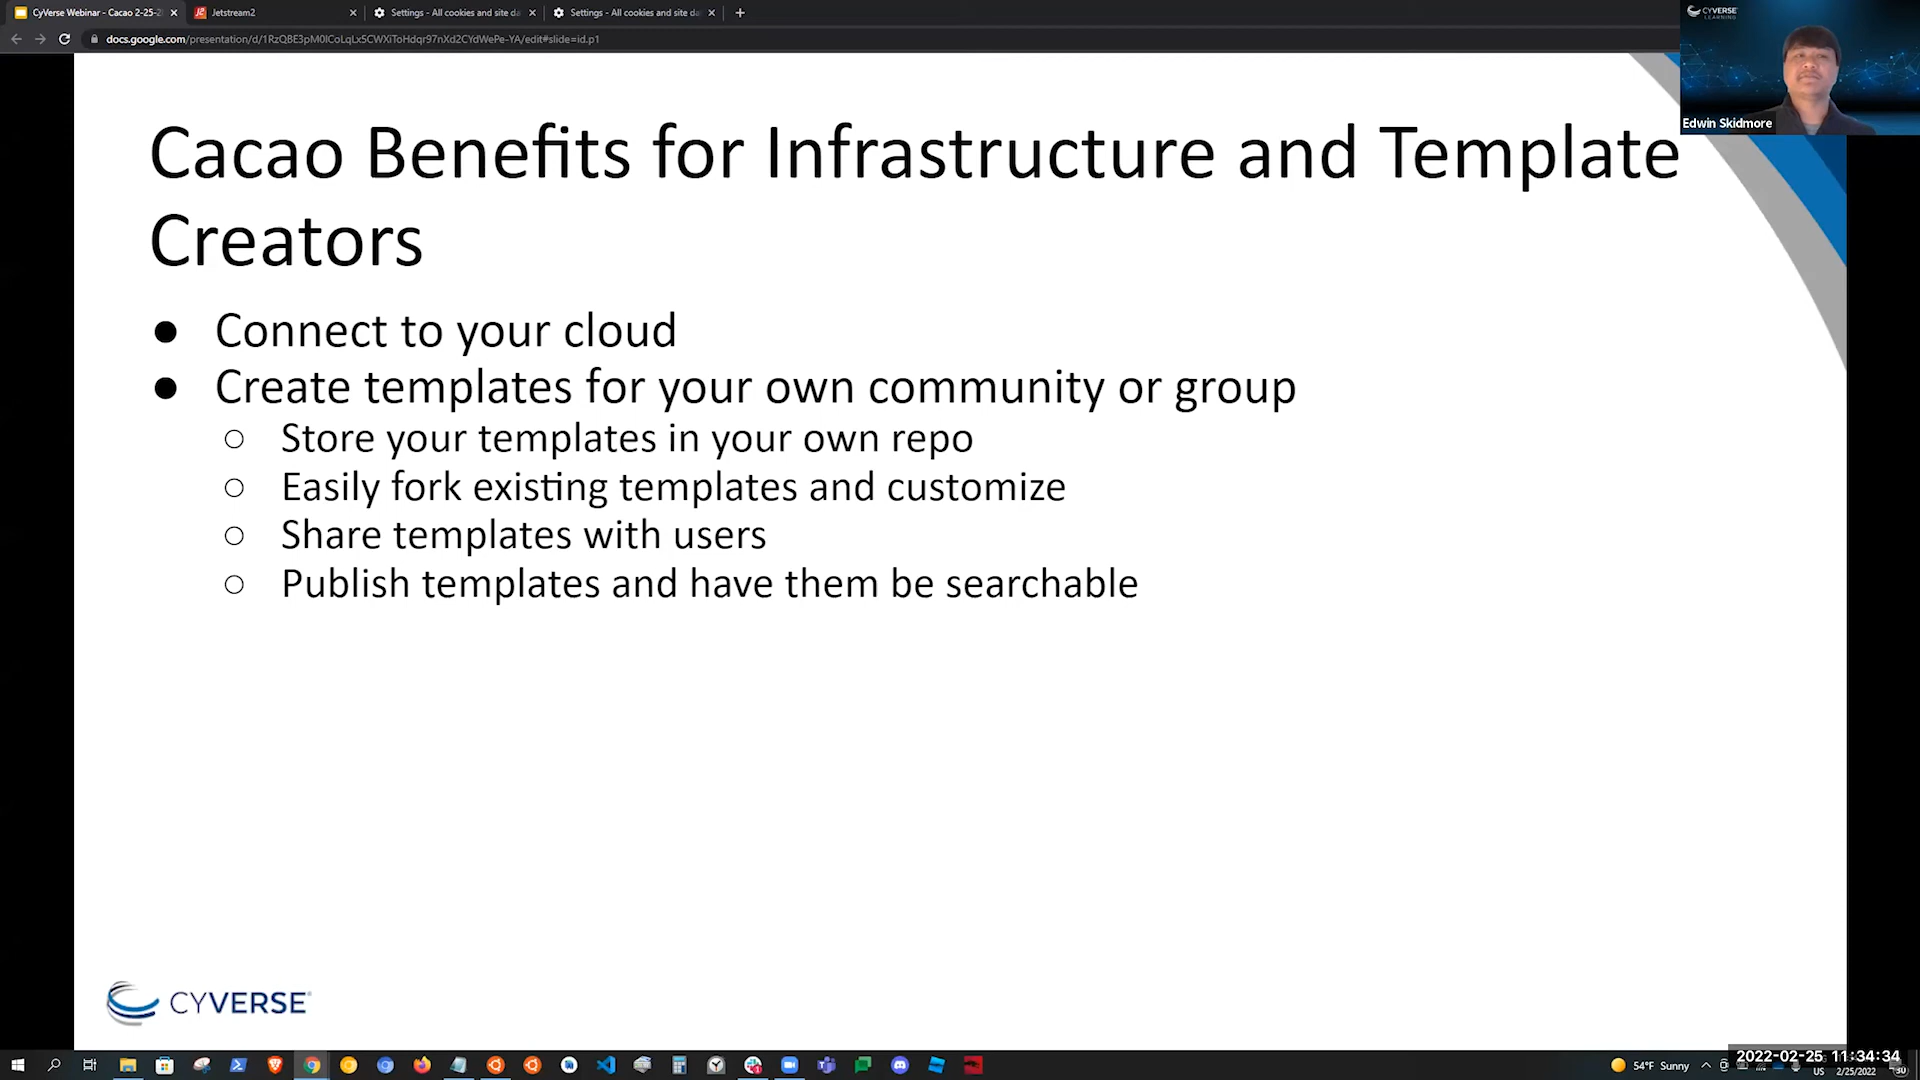 CyVerse Webinar - Cacao 2-25-2
Jetstream2
Settings - All cookies and site da
Settings - All cookies and site da
docs.google.com/presentation/d/1RzQBE3pM0ICoLqLx5CWXiToHdqr97nXd2CYdWePe-YA/edit#slide=id.p1
CYVERSE
LEARNING
Edwin Skidmore
Cacao Benefits for Infrastructure and Template
Creators
● Connect to your cloud
● Create templates for your own community or group
○ Store your templates in your own repo
○ Easily fork existing templates and customize
○ Share templates with users
○ Publish templates and have them be searchable
CYVERSE
54°F Sunny
2022-02-25 11:34:34
US
2/25/2022
30